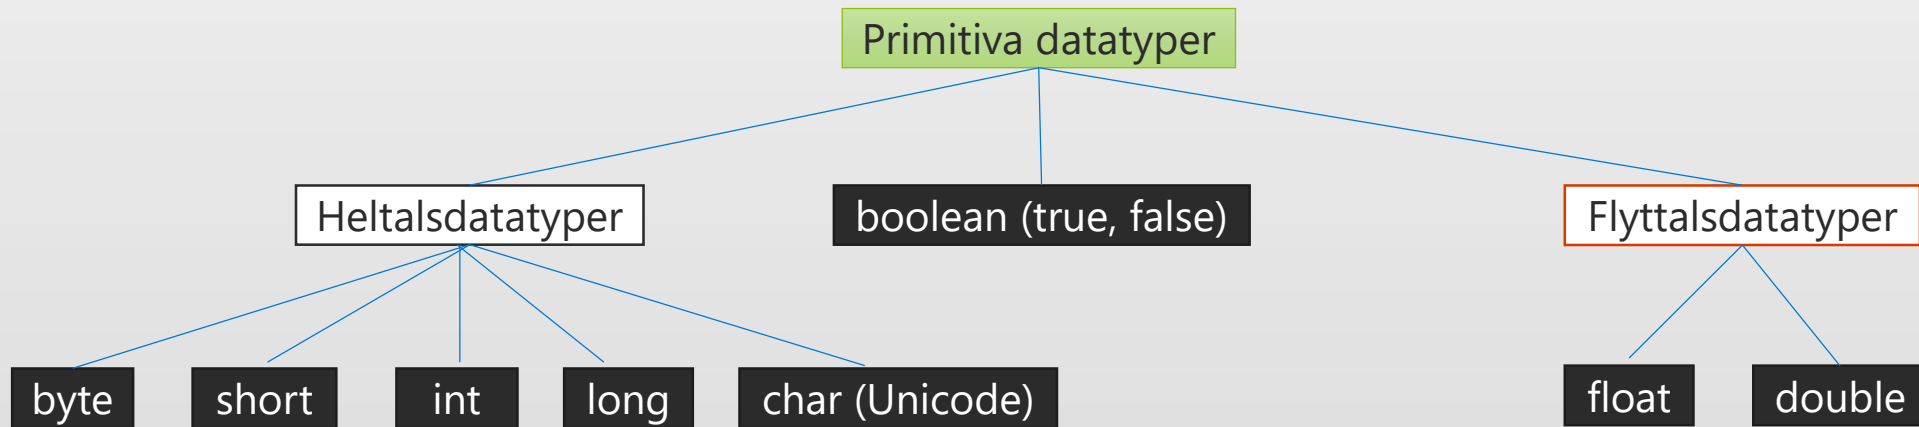 Primitiva datatyper
Heltalsdatatyper
boolean (true, false)
Flyttalsdatatyper
byte
short
int
long
char (Unicode)
float
double